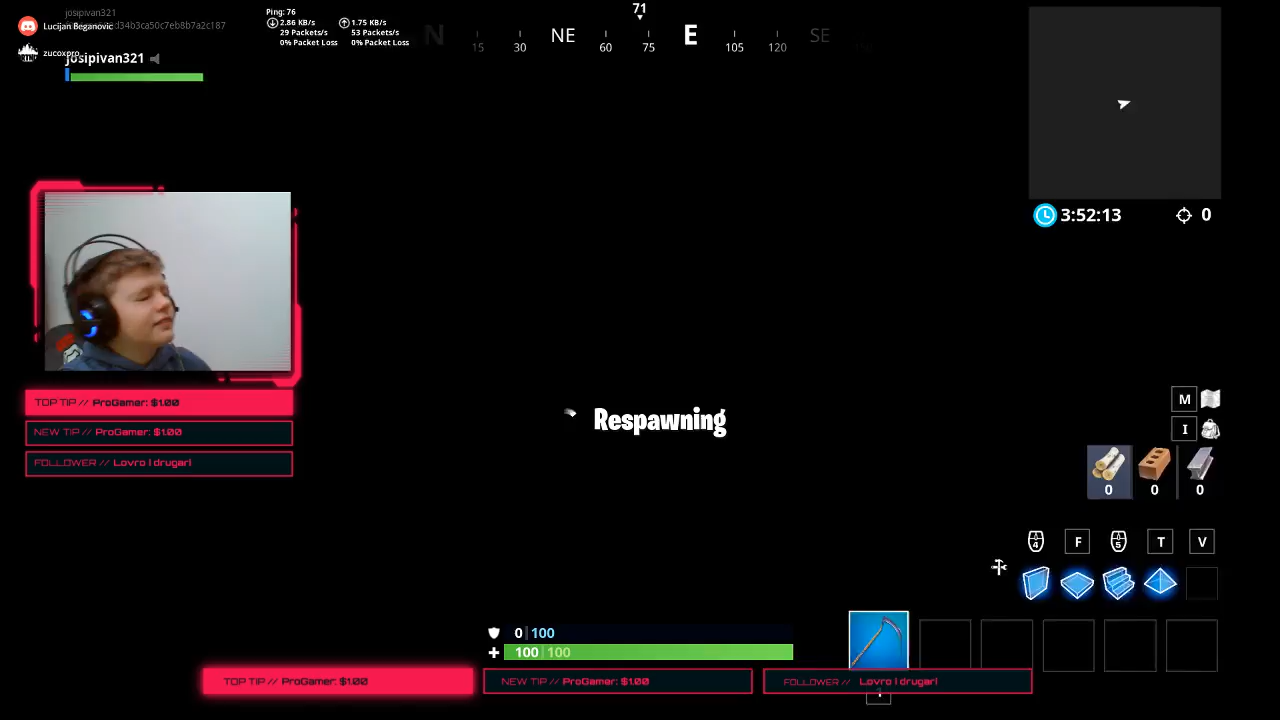 josipivan321
Lucijan Beganovic
d34b3ca50c7eb8b7a2c187
zucoxpro
josipivan321
Ping: 76
2.86 KB/s 1.75 KB/s
29 Packets/s 53 Packets/s
0% Packet Loss 0% Packet Loss
71
N 15 30 NE 60 75 E 105 120 SE
3:52:13 0
TOP TIP // ProGamer: $1.00
NEW TIP // ProGamer: $1.00
FOLLOWER // Lovro i drugari
Respawning
M
I
0 0 0
4 F 5 T V
0 | 100
100 | 100
TOP TIP // ProGamer: $1.00
NEW TIP // ProGamer: $1.00
FOLLOWER // Lovro i drugari